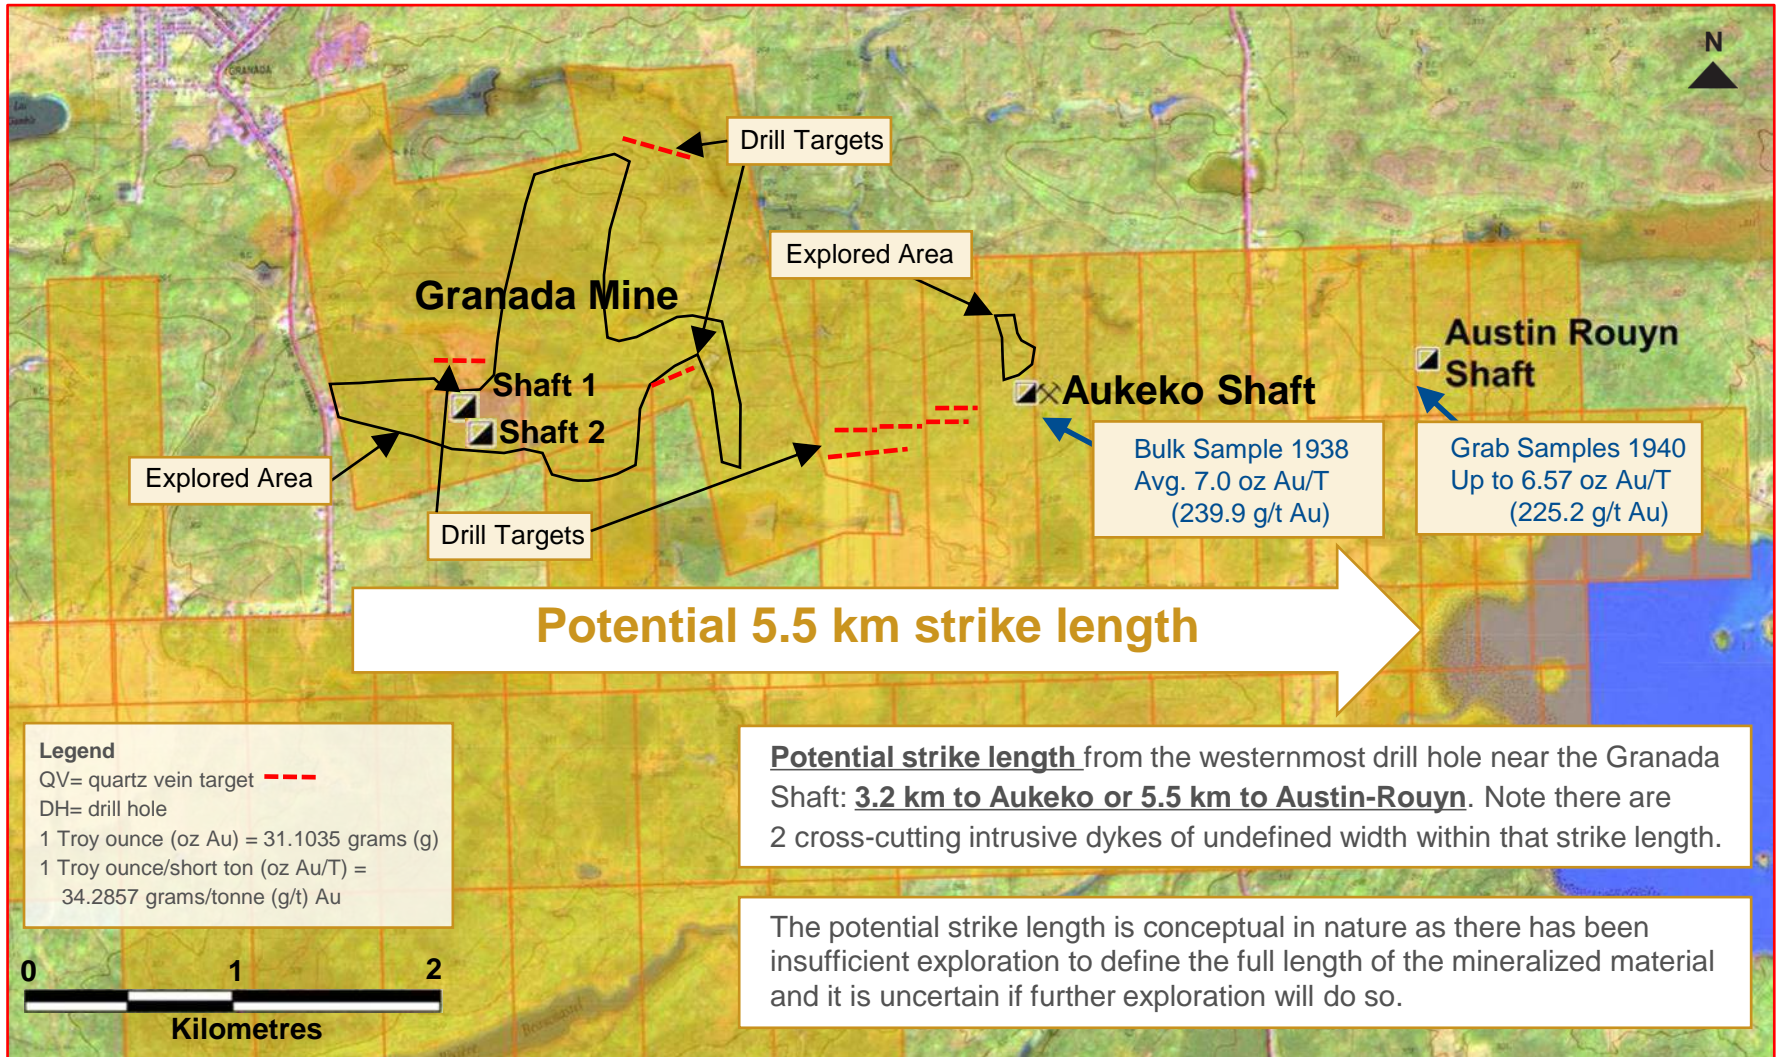 GRANADA
N
Drill Targets
Explored Area
Granada Mine
Austin Rouyn
Shaft
Shaft 1
Aukeko Shaft
Shaft 2
Explored Area
Drill Targets
Bulk Sample 1938
Avg. 7.0 oz Au/T
(239.9 g/t Au)
Grab Samples 1940
Up to 6.57 oz Au/T
(225.2 g/t Au)
Potential 5.5 km strike length
Legend
QV= quartz vein target
DH= drill hole
1 Troy ounce (oz Au) = 31.1035 grams (g)
1 Troy ounce/short ton (oz Au/T) =
34.2857 grams/tonne (g/t) Au
Potential strike length from the westernmost drill hole near the Granada
Shaft: 3.2 km to Aukeko or 5.5 km to Austin-Rouyn. Note there are
2 cross-cutting intrusive dykes of undefined width within that strike length.
The potential strike length is conceptual in nature as there has been
insufficient exploration to define the full length of the mineralized material
and it is uncertain if further exploration will do so.
0 1 2
Kilometres